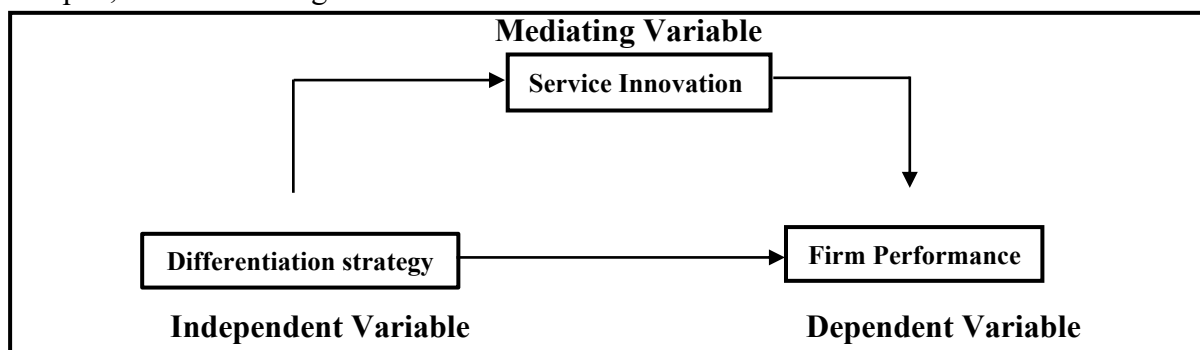 Mediating Variable
Service Innovation
Differentiation strategy
Firm Performance
Independent Variable
Dependent Variable